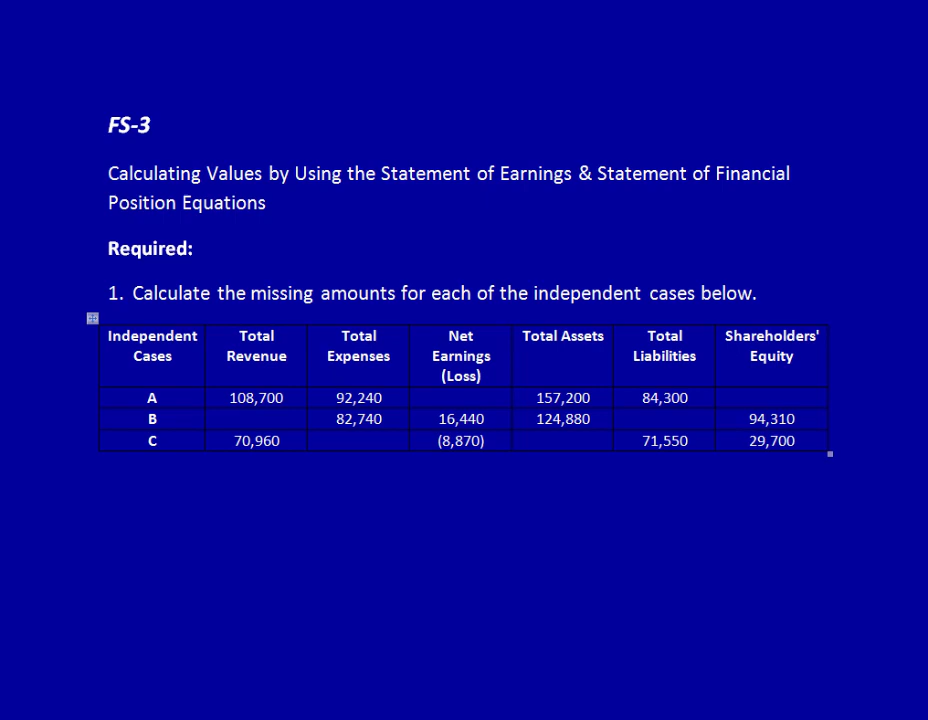 FS-3
Calculating Values by Using the Statement of Earnings & Statement of Financial
Position Equations
Required:
1. Calculate the missing amounts for each of the independent cases below.
Independent Cases Total Revenue Total Expenses Net Earnings (Loss) Total Assets Total Liabilities Shareholders' Equity
A 108,700 92,240 157,200 84,300
B 82,740 16,440 124,880 94,310
C 70,960 (8,870) 71,550 29,700